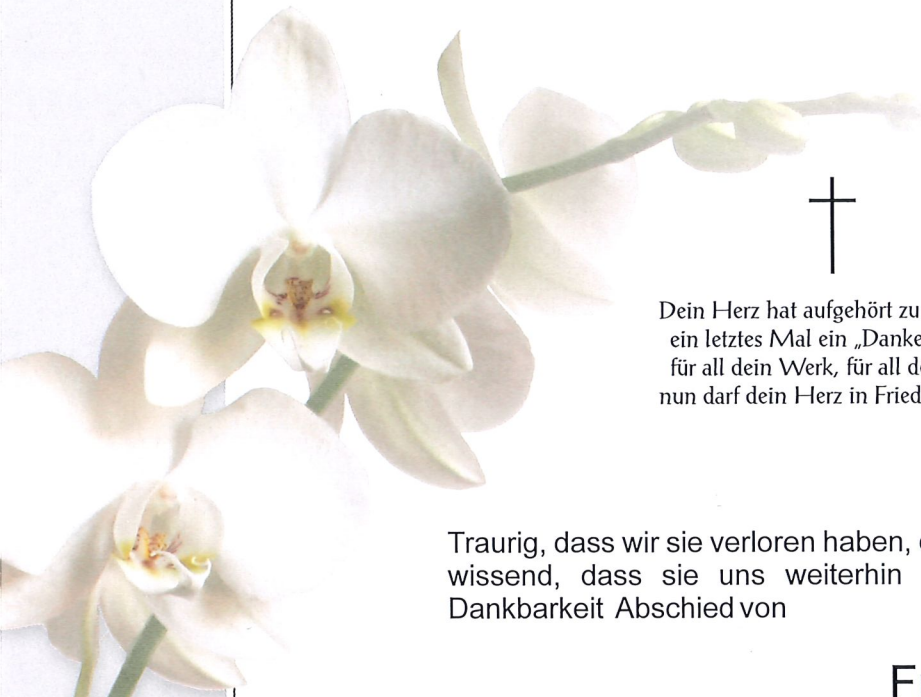 Dein Herz hat aufgehört zu
ein letztes Mal ein „Danke
für all dein Werk, für all d
nun darf dein Herz in Fried
Traurig, dass wir sie verloren haben,
wissend, dass sie uns weiterhin
Dankbarkeit Abschied von